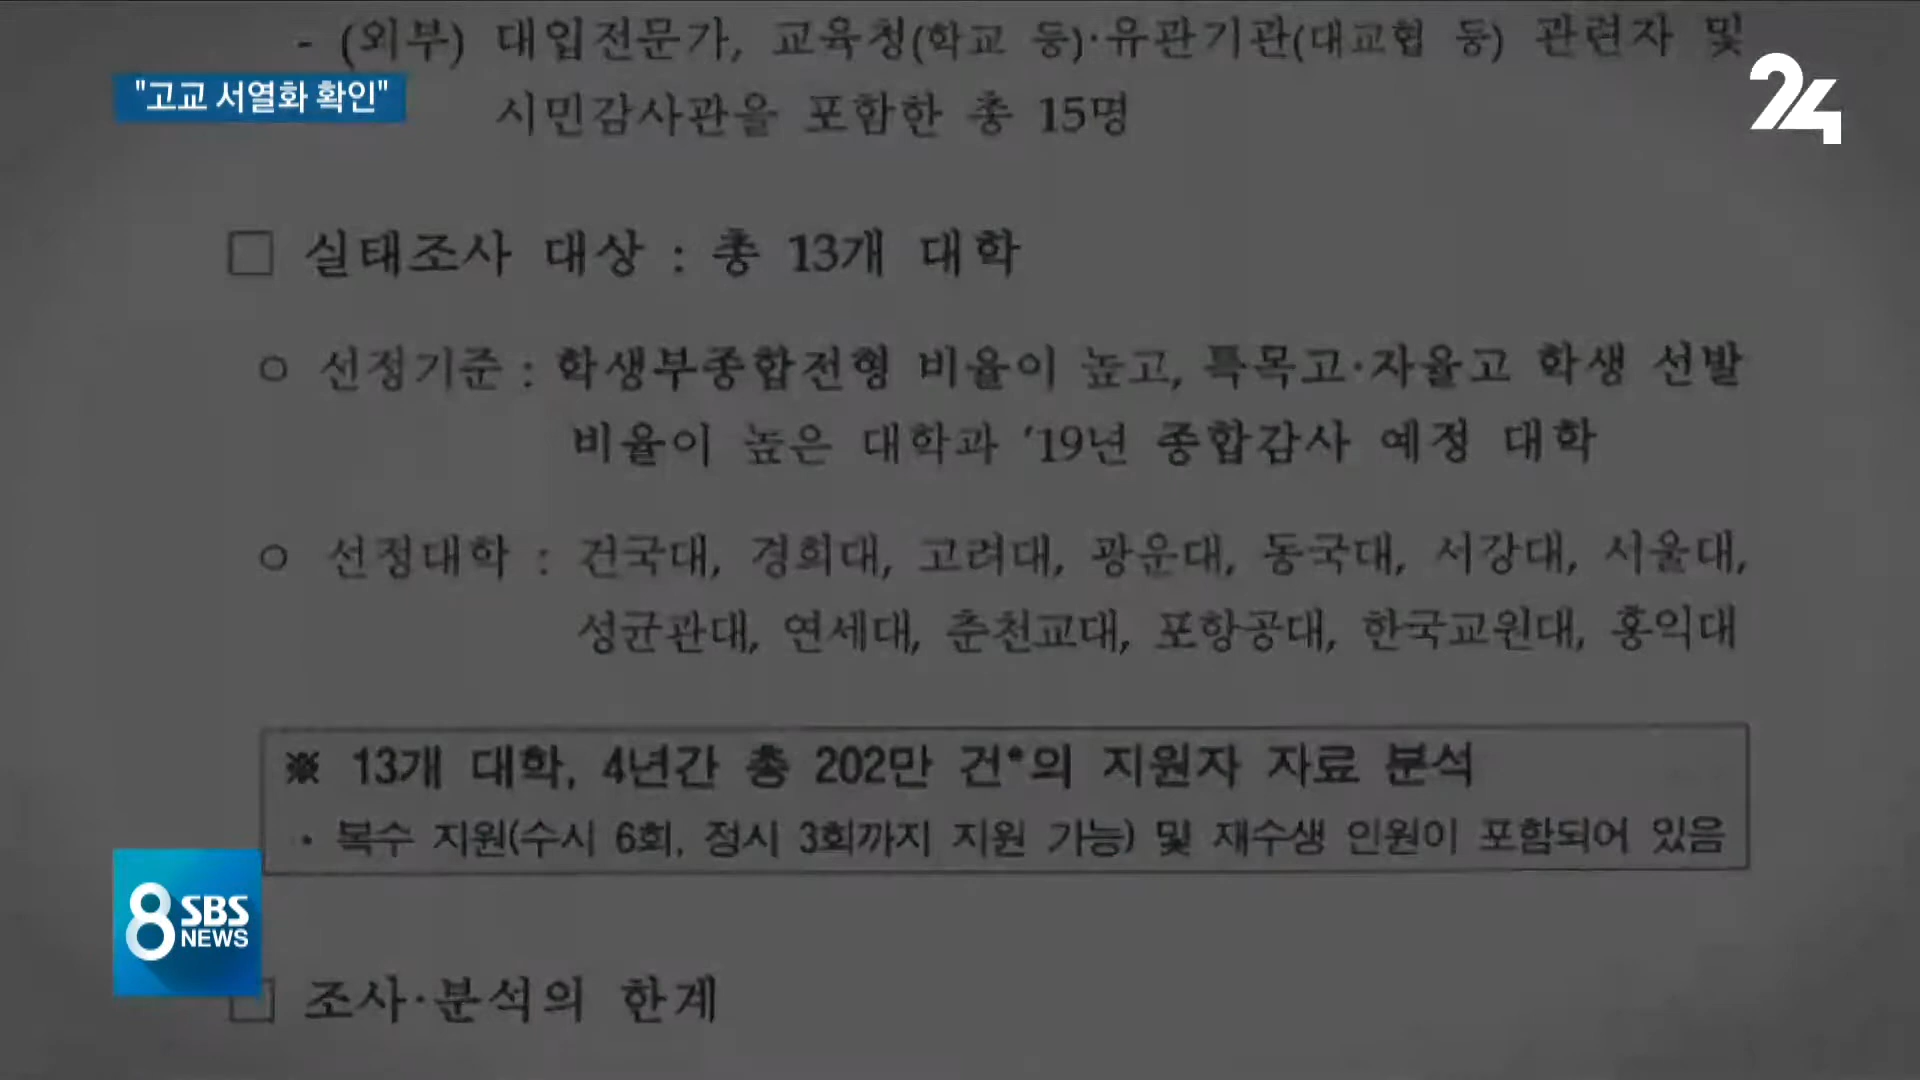 - (외부) 대입전문가, 교육청(학교 등)·유관기관(대교협 등) 관련자 및
"고교 서열화 확인"
24
시민감사관을 포함한 총 15명
□ 실태조사 대상 : 총 13개 대학
○ 선정기준 : 학생부종합전형 비율이 높고, 특목고·자율고 학생 선발
비율이 높은 대학과 '19년 종합감사 예정 대학
○ 선정대학 : 건국대, 경희대, 고려대, 광운대, 동국대, 서강대, 서울대,
성균관대, 연세대, 춘천교대, 포항공대, 한국교원대, 홍익대
※ 13개 대학, 4년간 총 202만 건*의 지원자 자료 분석
* 복수 지원(수시 6회, 정시 3회까지 지원 가능) 및 재수생 인원이 포함되어 있음
8 SBS
NEWS
□ 조사·분석의 한계